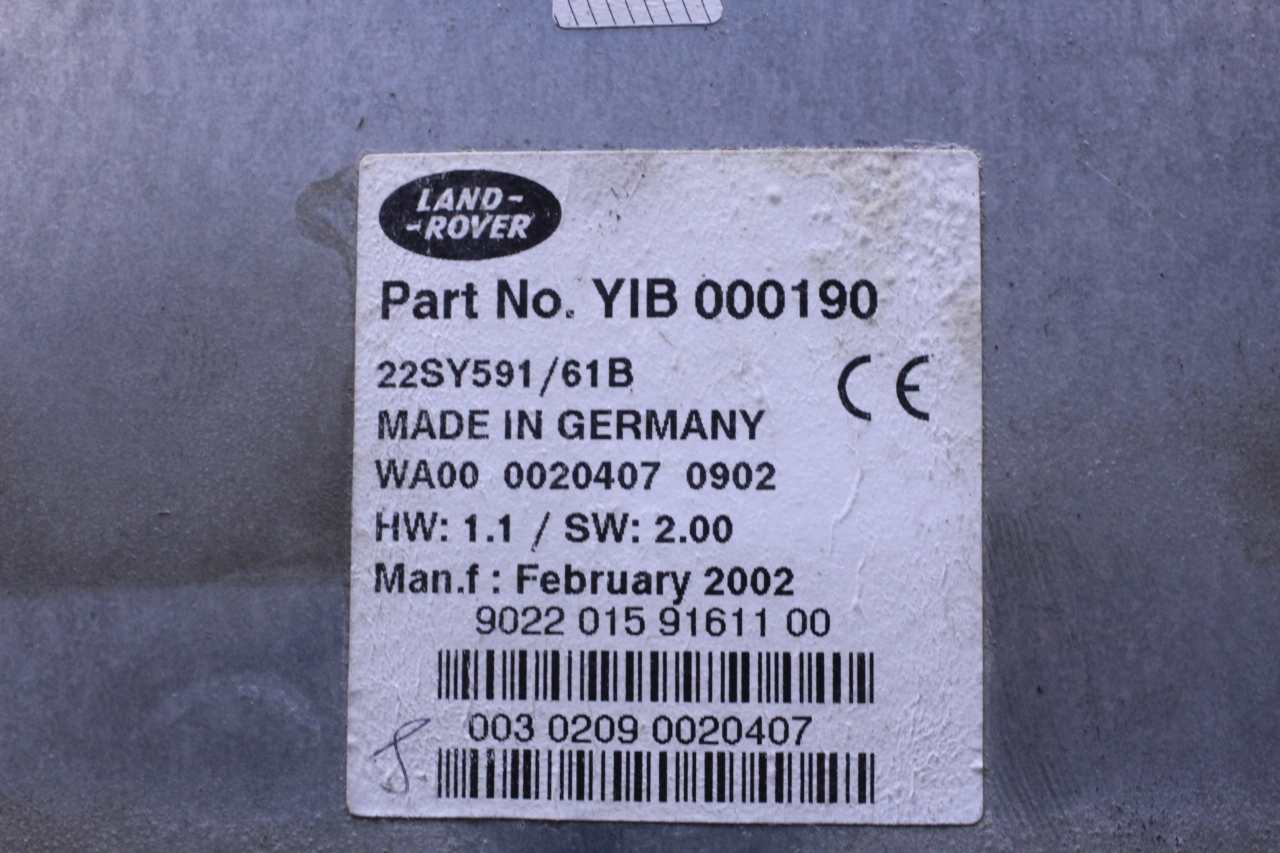 LAND-
-ROVER
Part No. YIB 000190
22SY591/61B
CE
MADE IN GERMANY
WA00 0020407 0902
HW: 1.1 / SW: 2.00
Man.f : February 2002
9022 015 91611 00
003 0209 0020407